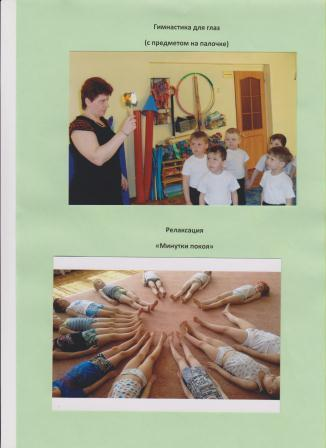 Гимнастика для глаз
(с предметом на палочке)
Релаксация
«Минутки покоя»